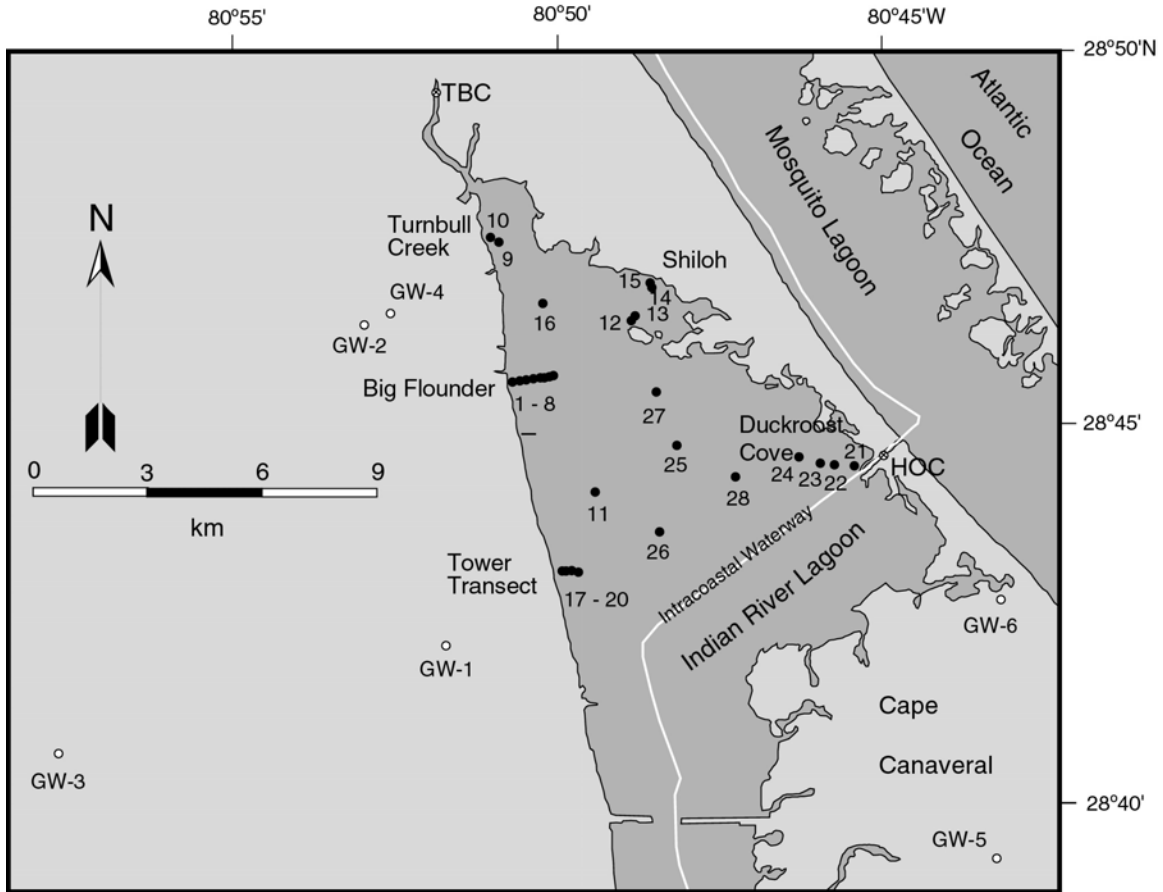 80º55'
80º50'
80º45'W
28º50'N
TBC
Atlantic
Ocean
Mosquito Lagoon
N
Turnbull
Creek
10
9
Shiloh
15
14
13
12
GW-4
GW-2
16
Big Flounder
1 - 8
27
28º45'
Duckroost
Cove
25
24
23
22
21
HOC
28
0
3
6
9
km
11
26
Intracoastal Waterway
Indian River Lagoon
Tower
Transect
17 - 20
GW-6
GW-1
Cape
Canaveral
GW-3
28º40'
GW-5